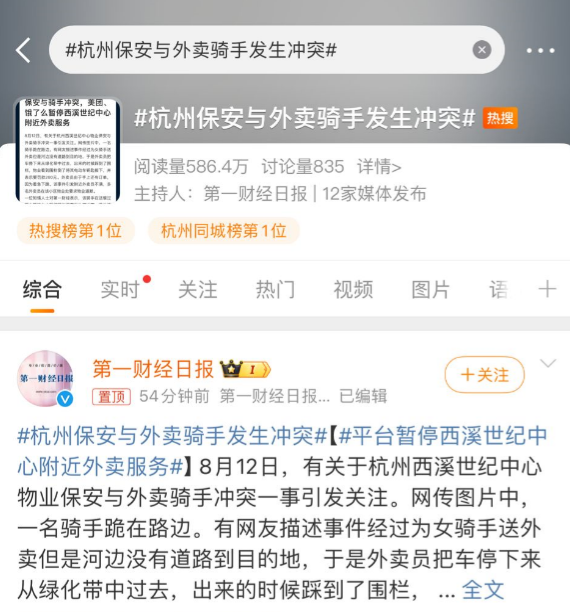 #杭州保安与外卖骑手发生冲突#
保安与骑手冲突，美团、
饿了么暂停西溪世纪中心
附近外卖服务
#杭州保安与外卖骑手发生冲突# 热搜
阅读量586.4万 讨论量835 详情>
主持人：第一财经日报 | 12家媒体发布
热搜榜第1位 杭州同城榜第1位
综合 实时 关注 热门 视频 图片 语
第一财经日报
第一财经日报 I
+关注
置顶 54分钟前 第一财经日报... 已编辑
#杭州保安与外卖骑手发生冲突#【#平台暂停西溪世纪中
心附近外卖服务#】8月12日，有关于杭州西溪世纪中心
物业保安与外卖骑手冲突一事引发关注。网传图片中，
一名骑手跪在路边。有网友描述事件经过为女骑手送外
卖但是河边没有道路到目的地，于是外卖员把车停下来
从绿化带中过去，出来的时候踩到了围栏， ... 全文